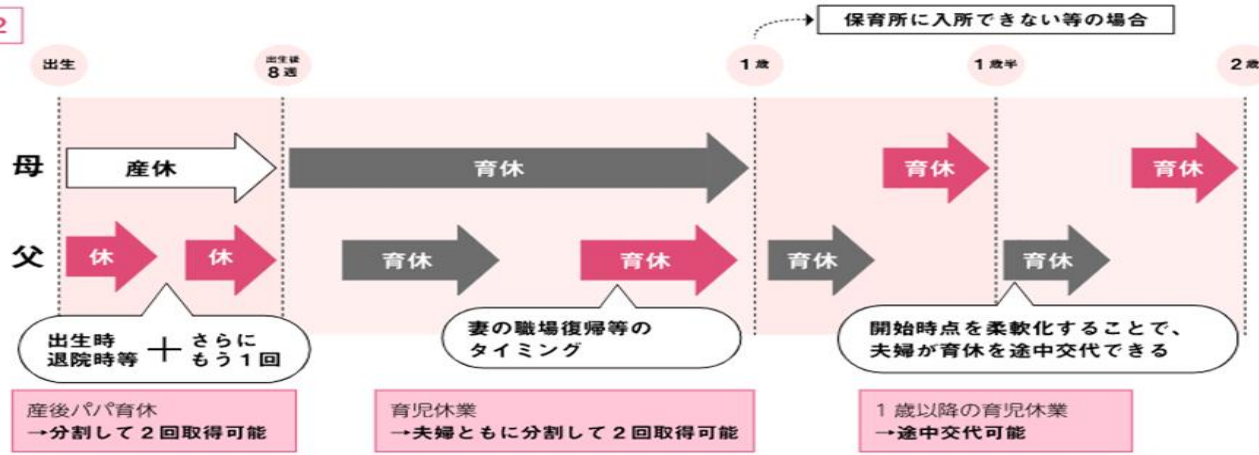 2
保育所に入所できない等の場合
出生
出生後
8週
1歳
1歳半
2歳
母
産休
育休
育休
育休
父
休
休
育休
育休
育休
育休
出生時
退院時等
＋
さらに
もう1回
妻の職場復帰等の
タイミング
開始時点を柔軟化することで、
夫婦が育休を途中交代できる
産後パパ育休
→分割して2回取得可能
育児休業
→夫婦ともに分割して2回取得可能
1歳以降の育児休業
→途中交代可能